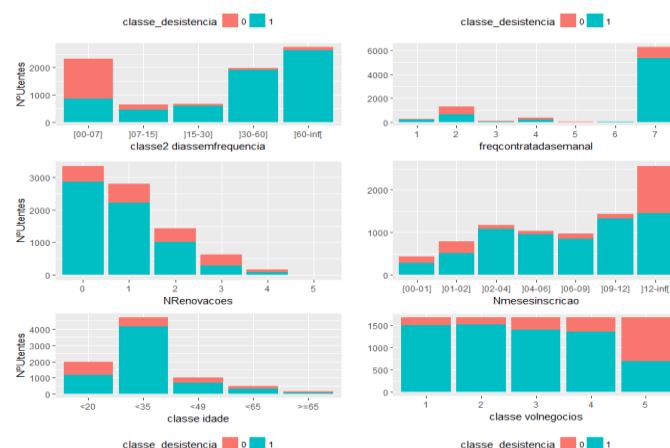 classe_desistencia 0 1
classe_desistencia 0 1
NºUtentes
2000
1000
0
[00-07] ]07-15] ]15-30] ]30-60] ]60-inf[
classe2 diassemfrequencia
6000
4000
2000
0
1 2 3 4 5 6 7
freqcontratadasemanal
NºUtentes
3000
2000
1000
0
0 1 2 3 4 5
NRenovacoes
2000
1000
0
[00-01] ]01-02] ]02-04] ]04-06] ]06-09] ]09-12] ]12-inf[
Nmesesinscricao
NºUtentes
4000
3000
2000
1000
0
<20 <35 <49 <65 >=65
classe idade
1500
1000
500
0
1 2 3 4 5
classe volnegocios
classe_desistencia 0 1
classe_desistencia 0 1